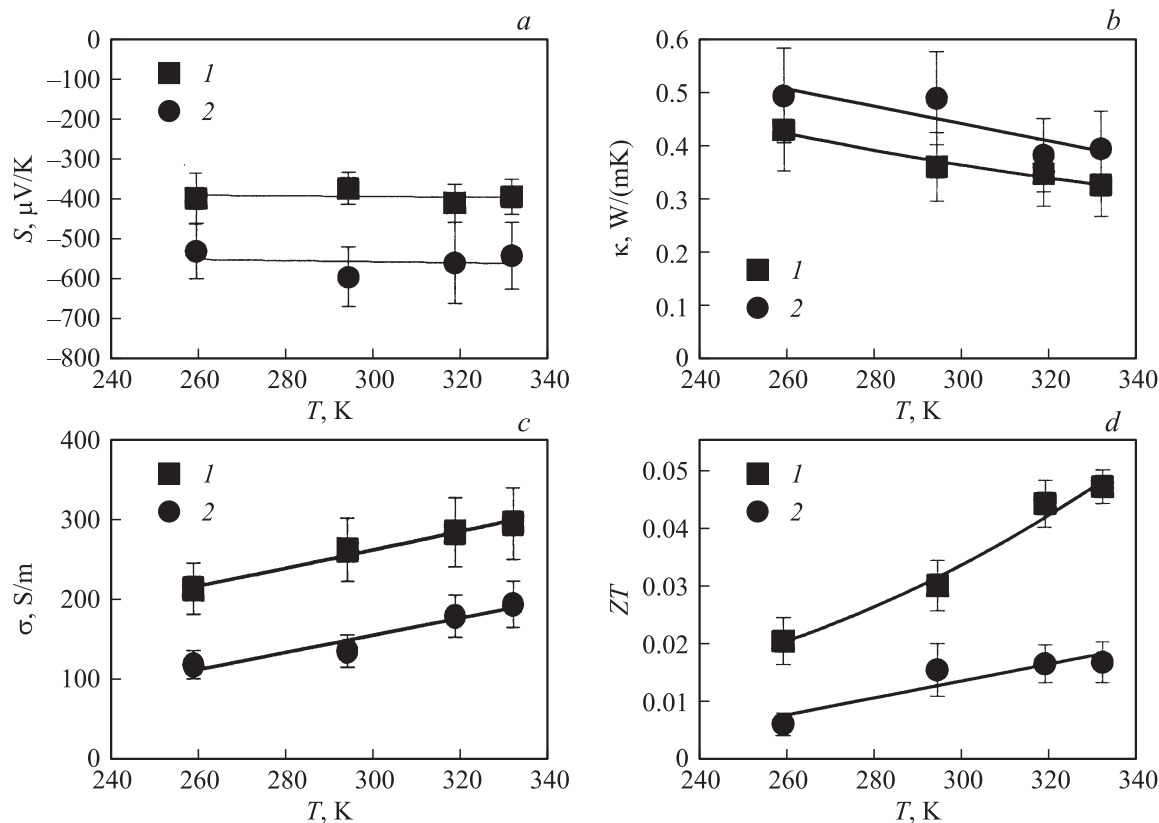 a
0
–100
–200
–300
–400
–500
–600
–700
–800
S, μV/K
1
2
240 260 280 300 320 340
T, K
b
0.6
0.5
0.4
0.3
0.2
0.1
0
κ, W/(mK)
1
2
240 260 280 300 320 340
T, K
c
400
300
200
100
0
σ, S/m
1
2
240 260 280 300 320 340
T, K
d
0.05
0.04
0.03
0.02
0.01
0
ZT
1
2
240 260 280 300 320 340
T, K